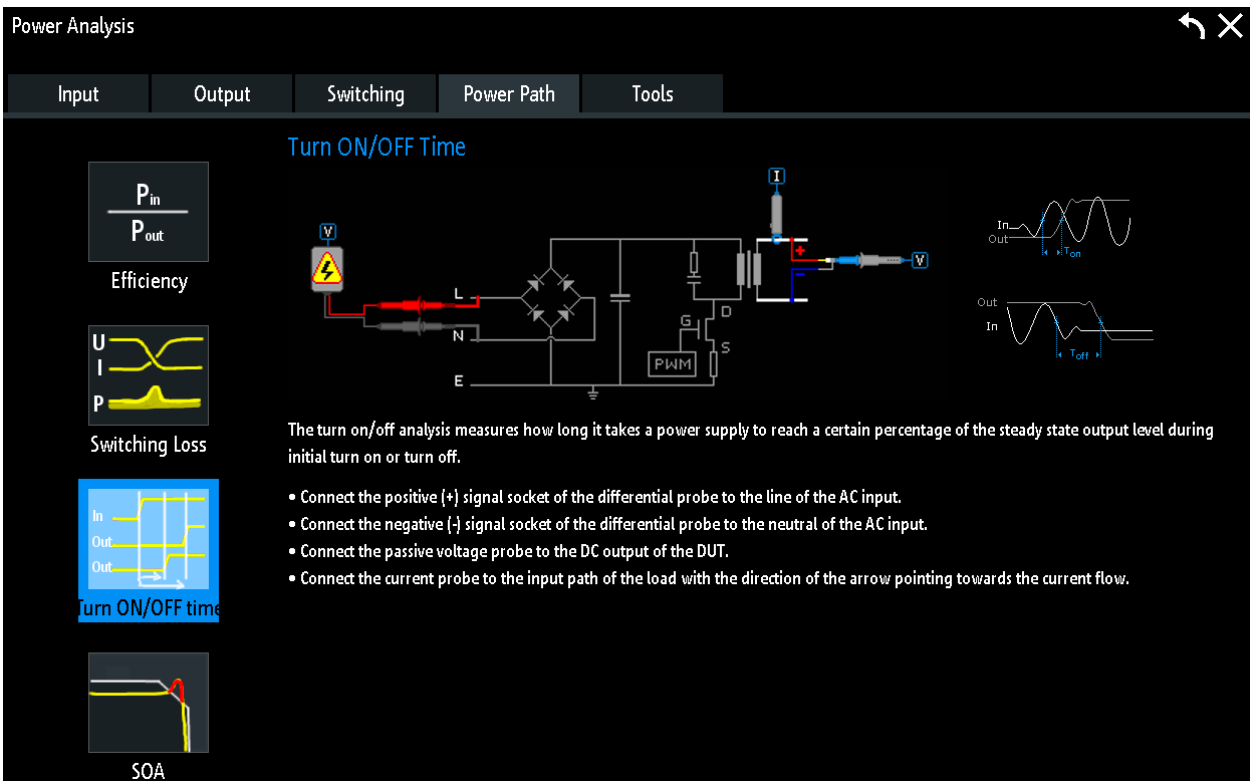 Power Analysis
Input
Output
Switching
Power Path
Tools
Pin
Pout
Efficiency
U
I
P
Switching Loss
In
Out
Out
Turn ON/OFF time
SOA
Turn ON/OFF Time
V
L
N
E
PWM
G
D
S
I
+
-
V
In
Out
Ton
Out
In
Toff
The turn on/off analysis measures how long it takes a power supply to reach a certain percentage of the steady state output level during
initial turn on or turn off.
• Connect the positive (+) signal socket of the differential probe to the line of the AC input.
• Connect the negative (-) signal socket of the differential probe to the neutral of the AC input.
• Connect the passive voltage probe to the DC output of the DUT.
• Connect the current probe to the input path of the load with the direction of the arrow pointing towards the current flow.